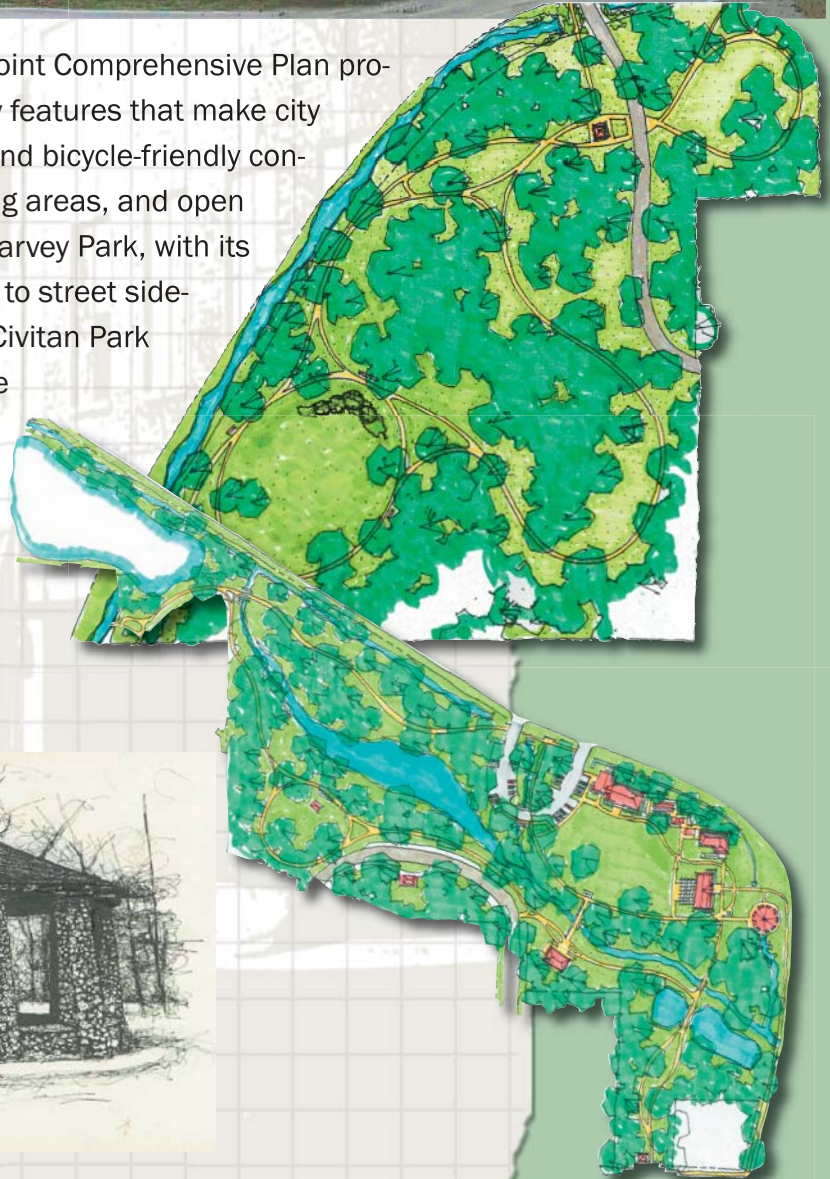 oint Comprehensive Plan pro-
features that make city
nd bicycle-friendly con-
g areas, and open
arvey Park, with its
to street side-
Civitan Park
e